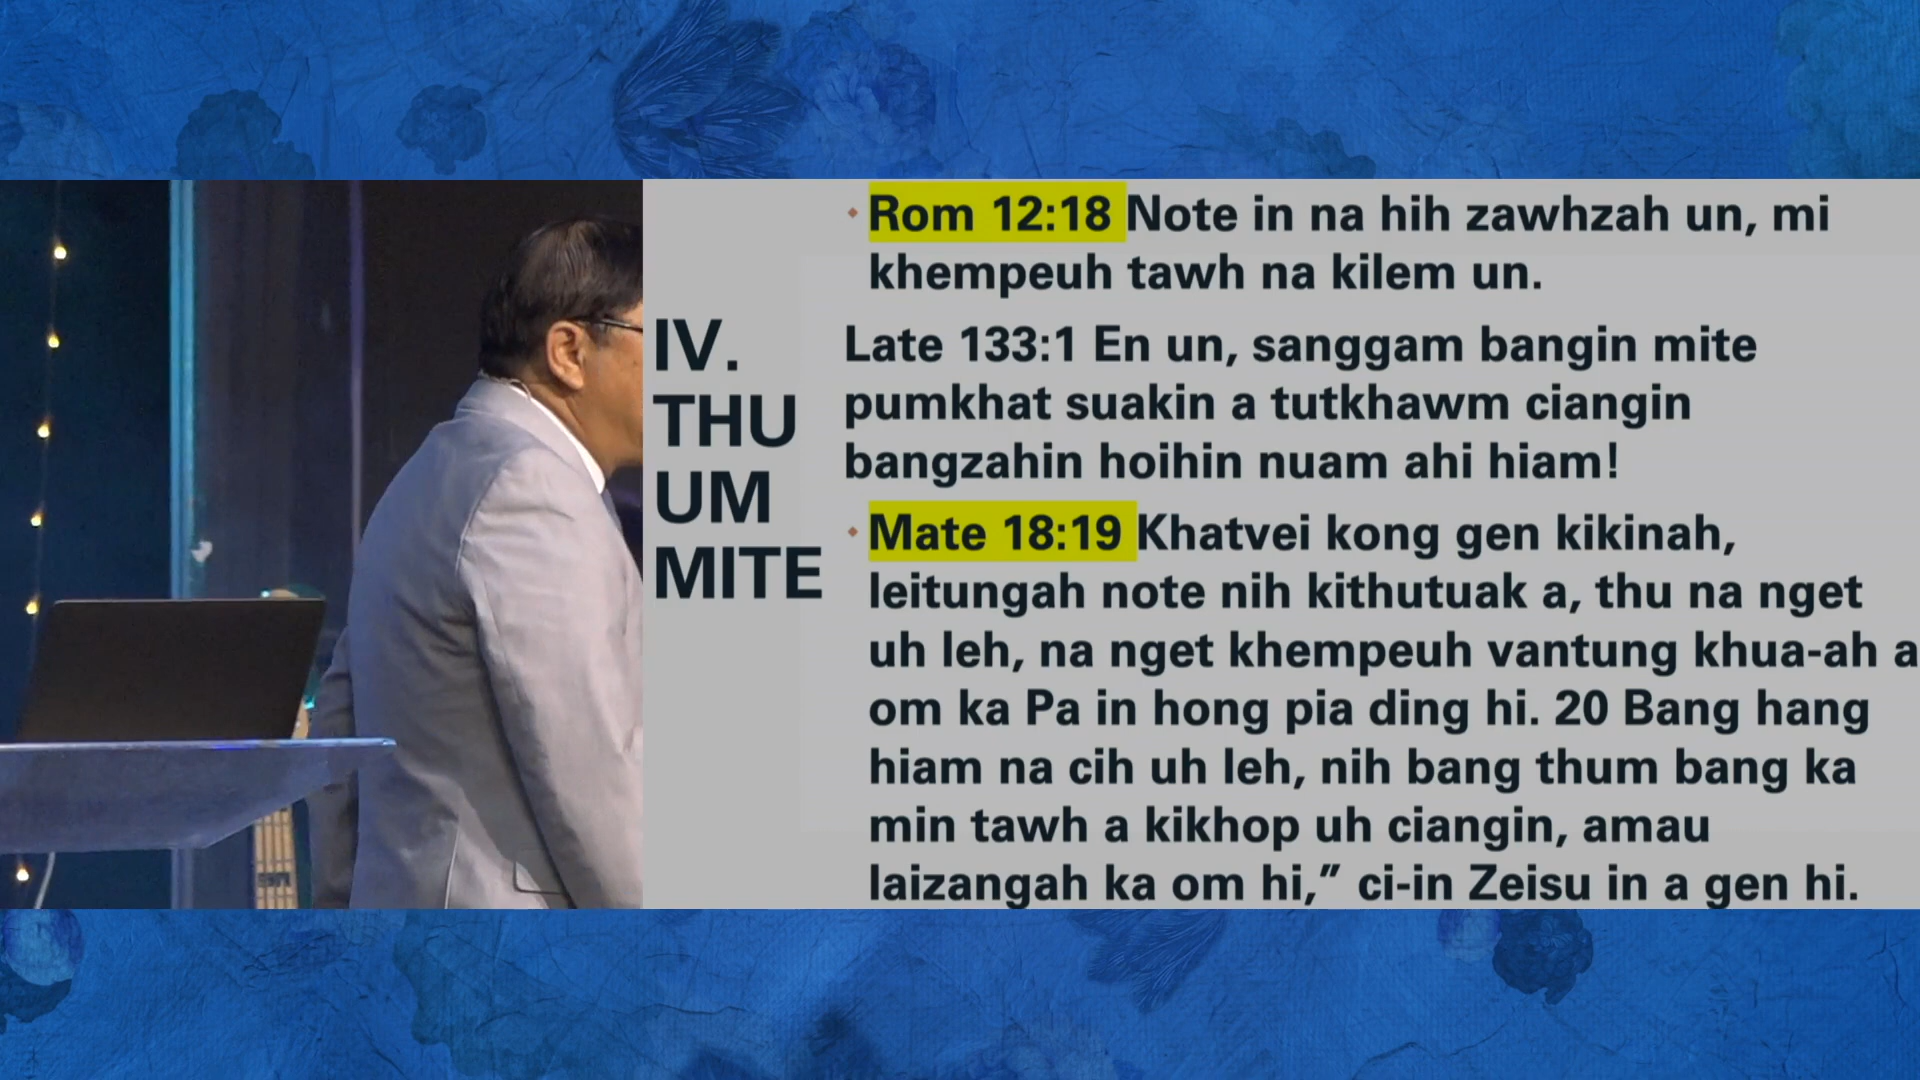 IV.
THU
UM
MITE
Rom 12:18 Note in na hih zawhzah un, mi
khempeuh tawh na kilem un.
Late 133:1 En un, sanggam bangin mite
pumkhat suakin a tutkhawm ciangin
bangzahin hoihin nuam ahi hiam!
Mate 18:19 Khatvei kong gen kikinah,
leitungah note nih kithutuak a, thu na nget
uh leh, na nget khempeuh vantung khua-ah a
om ka Pa in hong pia ding hi. 20 Bang hang
hiam na cih uh leh, nih bang thum bang ka
min tawh a kikhop uh ciangin, amau
laizangah ka om hi,” ci-in Zeisu in a gen hi.